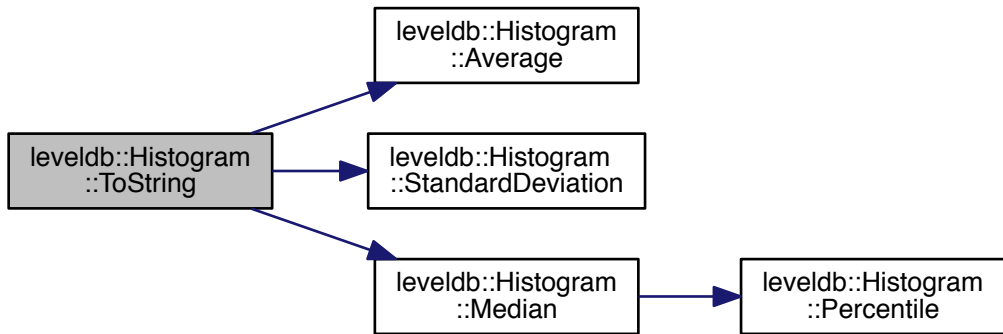 leveldb::Histogram
::Average
leveldb::Histogram
::ToString
leveldb::Histogram
::StandardDeviation
leveldb::Histogram
::Median
leveldb::Histogram
::Percentile